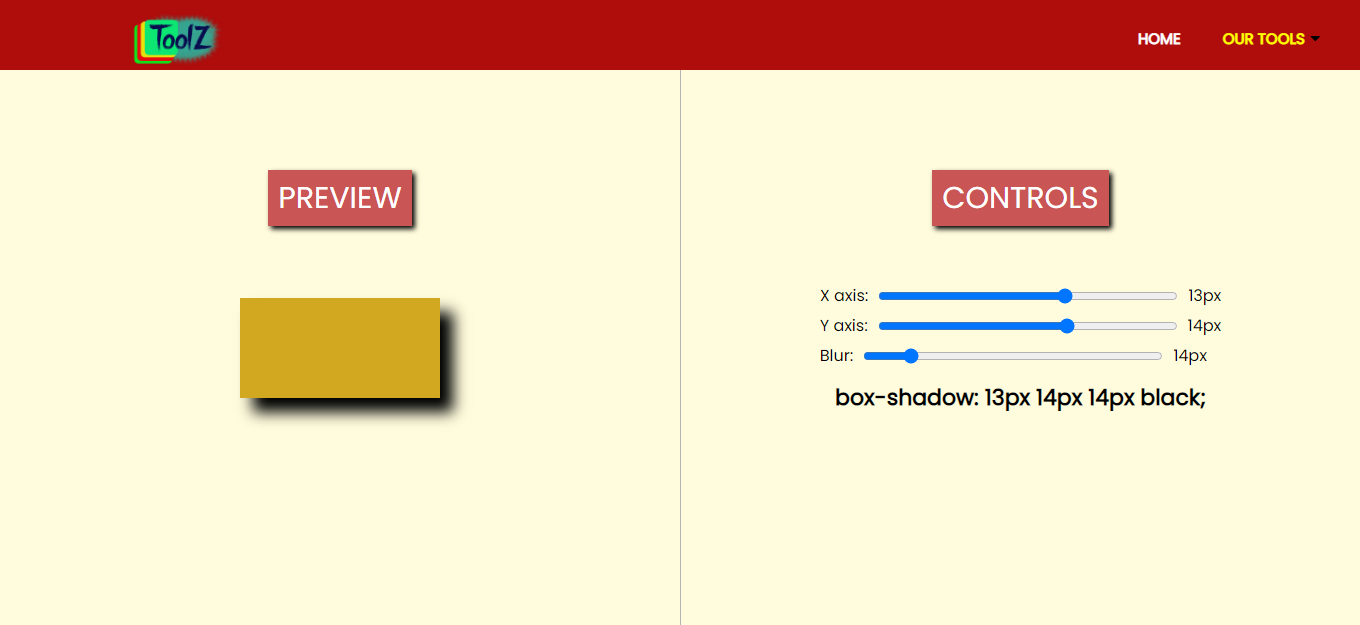 ToolZ
HOME
OUR TOOLS
PREVIEW
CONTROLS
X axis: 13px
Y axis: 14px
Blur: 14px
box-shadow: 13px 14px 14px black;